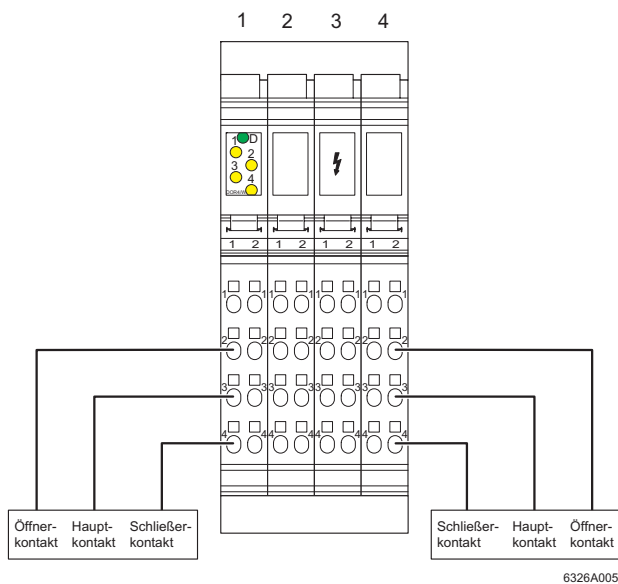 1 2 3 4
1 D
2
3
4
1 2 1 2 1 2 1 2
1 1 1 1 1 1 1 1
2 2 2 2 2 2 2 2
3 3 3 3 3 3 3 3
4 4 4 4 4 4 4 4
Öffner- Haupt- Schließer-
kontakt kontakt kontakt
Schließer- Haupt- Öffner-
kontakt kontakt kontakt
6326A005